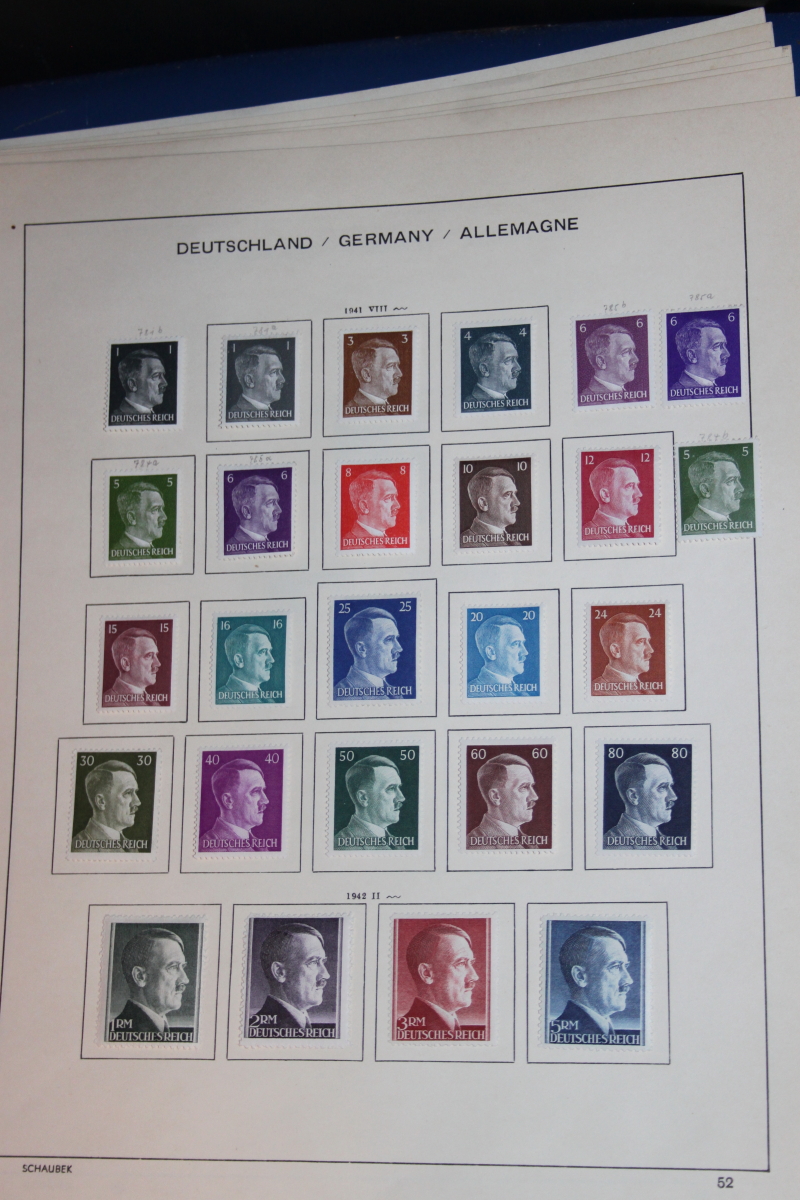 DEUTSCHLAND / GERMANY / ALLEMAGNE
1941 VIII
1 1 DEUTSCHES REICH
1 1 DEUTSCHES REICH
3 3 DEUTSCHES REICH
4 4 DEUTSCHES REICH
785b
6 6 DEUTSCHES REICH
785a
6 6 DEUTSCHES REICH
5 5 DEUTSCHES REICH
6 6 DEUTSCHES REICH
8 8 DEUTSCHES REICH
10 10 DEUTSCHES REICH
12 12 DEUTSCHES REICH
5 5 DEUTSCHES REICH
15 15 DEUTSCHES REICH
16 16 DEUTSCHES REICH
25 25 DEUTSCHES REICH
20 20 DEUTSCHES REICH
24 24 DEUTSCHES REICH
30 30 DEUTSCHES REICH
40 40 DEUTSCHES REICH
50 50 DEUTSCHES REICH
60 60 DEUTSCHES REICH
80 80 DEUTSCHES REICH
1942 II
1RM DEUTSCHES REICH
2RM DEUTSCHES REICH
3RM DEUTSCHES REICH
5RM DEUTSCHES REICH
SCHAUBEK
52